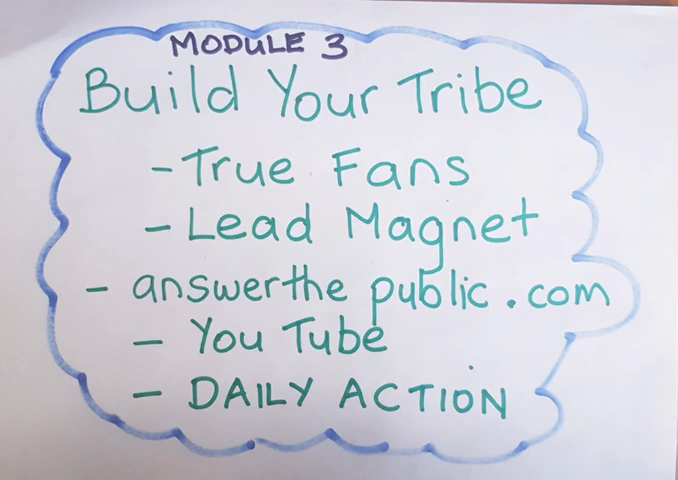 MODULE 3
Build Your Tribe
- True Fans
- Lead Magnet
- answerthe public.com
- You Tube
- DAILY ACTION